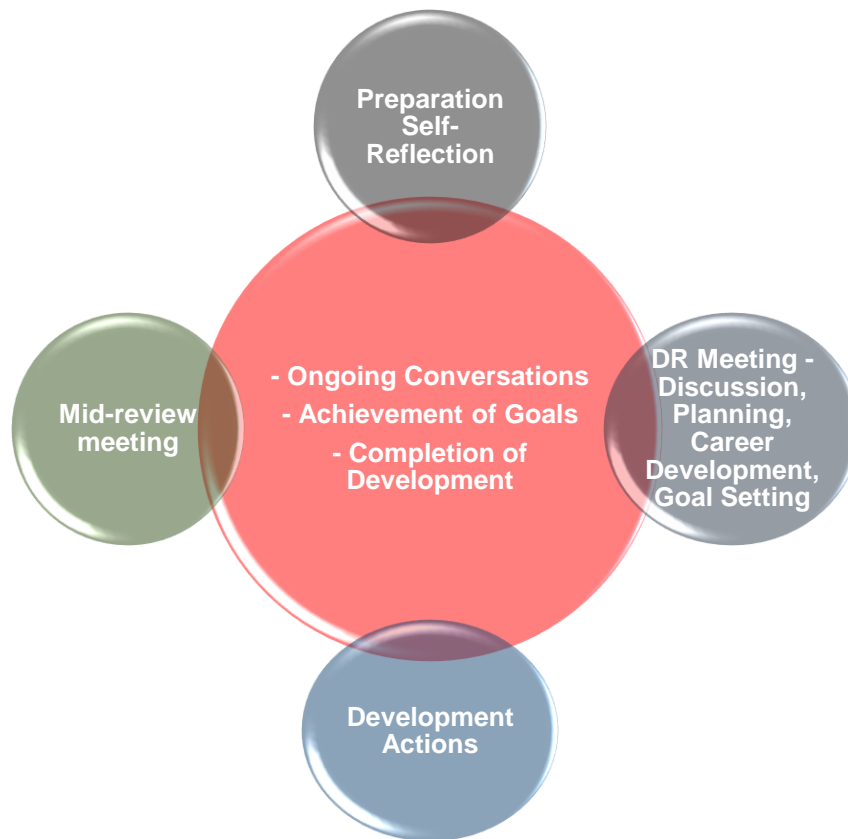 Preparation
Self-
Reflection
- Ongoing Conversations
- Achievement of Goals
- Completion of
Development
DR Meeting -
Discussion,
Planning,
Career
Development,
Goal Setting
Mid-review
meeting
Development
Actions